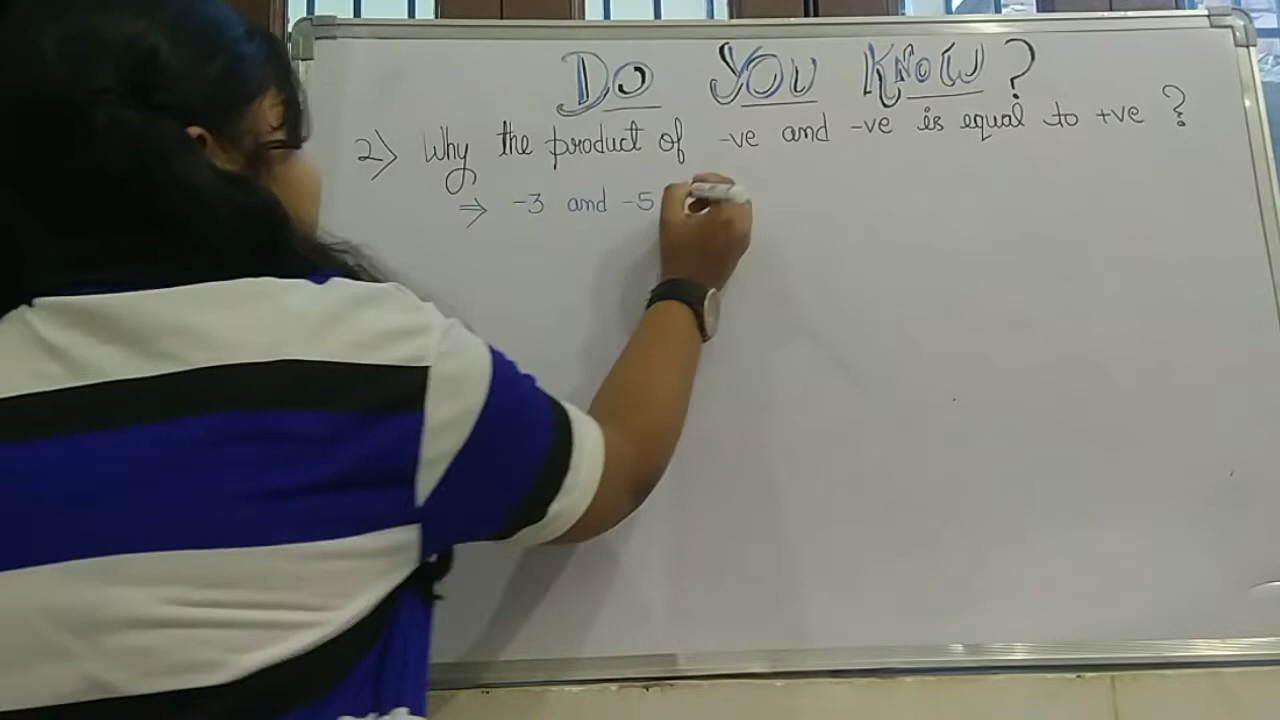 DO YOU KNOW ?
2> Why the product of -ve and -ve is equal to +ve ?
⇒ -3 and -5